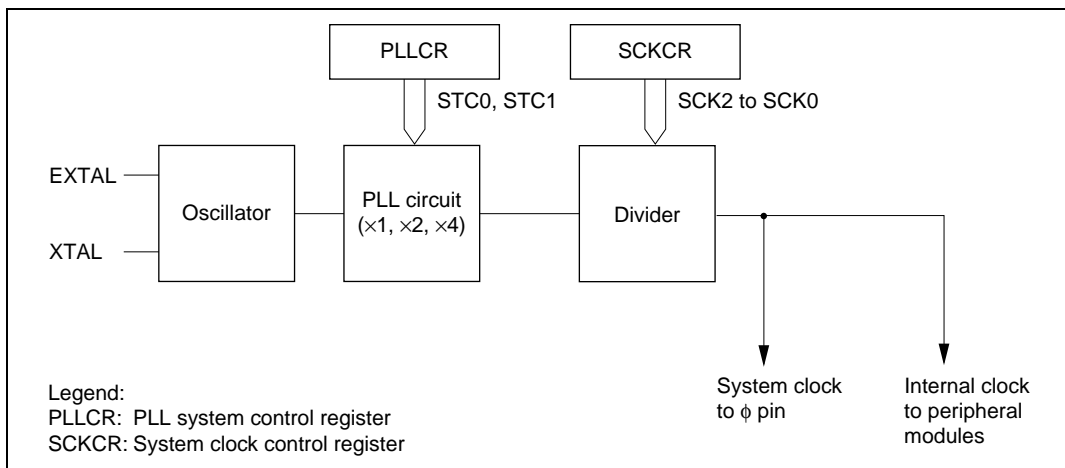 PLLCR
SCKCR
STC0, STC1
SCK2 to SCK0
EXTAL
XTAL
Oscillator
PLL circuit
(×1, ×2, ×4)
Divider
System clock
to ϕ pin
Internal clock
to peripheral
modules
Legend:
PLLCR: PLL system control register
SCKCR: System clock control register